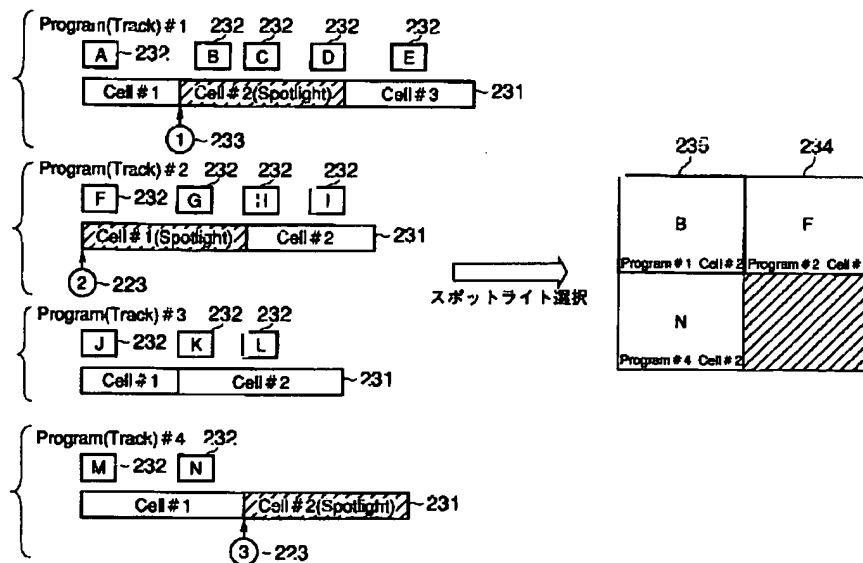 Program(Track) #1
232 232 232 232
A 232 B C D E
Cell #1 Cell #2(Spotlight) Cell #3 231
1 233
Program(Track) #2
232 232 232
F 232 G H I
Cell #1(Spotlight) Cell #2 231
2 223
Program(Track) #3
232 232
J 232 K L
Cell #1 Cell #2 231
Program(Track) #4
232
M 232 N
Cell #1 Cell #2(Spotlight) 231
3 223
スポットライト選択
235 234
B F
Program #1 Cell #2 Program #2 Cell #
N
Program #4 Cell #2